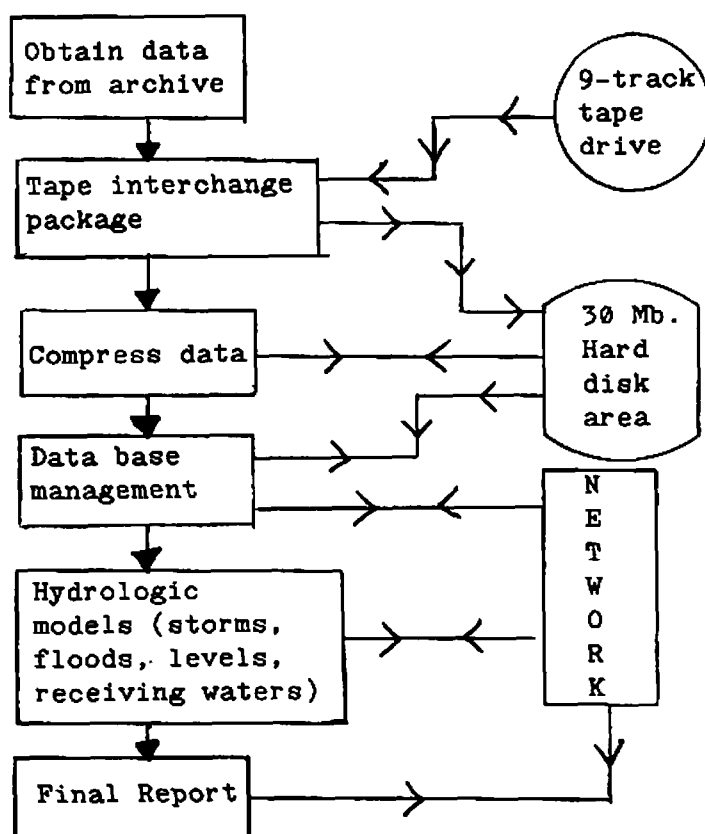 Obtain data
from archive
9-track
tape
drive
Tape interchange
package
30 Mb.
Hard
disk
area
Compress data
Data base
management
N
E
T
W
O
R
K
Hydrologic
models (storms,
floods, levels,
receiving waters)
Final Report